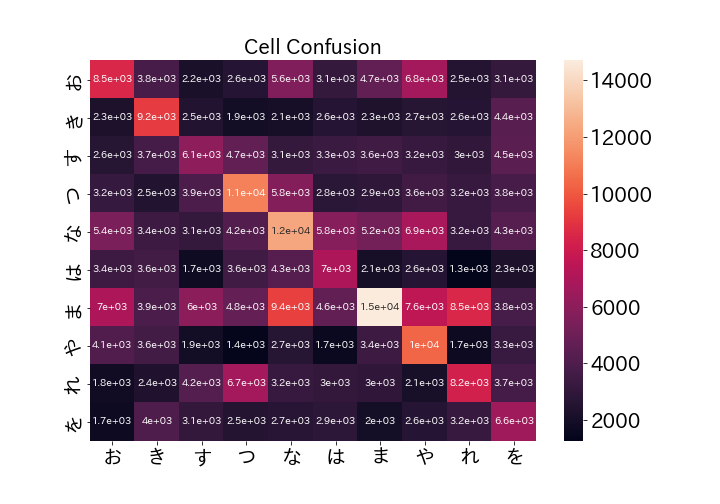 Cell Confusion
お 8.5e+03 3.8e+03 2.2e+03 2.6e+03 5.6e+03 3.1e+03 4.7e+03 6.8e+03 2.5e+03 3.1e+03
き 2.3e+03 9.2e+03 2.5e+03 1.9e+03 2.1e+03 2.6e+03 2.3e+03 2.7e+03 2.6e+03 4.4e+03
す 2.6e+03 3.7e+03 6.1e+03 4.7e+03 3.1e+03 3.3e+03 3.6e+03 3.2e+03 3e+03 4.5e+03
つ 3.2e+03 2.5e+03 3.9e+03 1.1e+04 5.8e+03 2.8e+03 2.9e+03 3.6e+03 3.2e+03 3.8e+03
な 5.4e+03 3.4e+03 3.1e+03 4.2e+03 1.2e+04 5.8e+03 5.2e+03 6.9e+03 3.2e+03 4.3e+03
は 3.4e+03 3.6e+03 1.7e+03 3.6e+03 4.3e+03 7e+03 2.1e+03 2.6e+03 1.3e+03 2.3e+03
ま 7e+03 3.9e+03 6e+03 4.8e+03 9.4e+03 4.6e+03 1.5e+04 7.6e+03 8.5e+03 3.8e+03
や 4.1e+03 3.6e+03 1.9e+03 1.4e+03 2.7e+03 1.7e+03 3.4e+03 1e+04 1.7e+03 3.3e+03
れ 1.8e+03 2.4e+03 4.2e+03 6.7e+03 3.2e+03 3e+03 3e+03 2.1e+03 8.2e+03 3.7e+03
を 1.7e+03 4e+03 3.1e+03 2.5e+03 2.7e+03 2.9e+03 2e+03 2.6e+03 3.2e+03 6.6e+03
お き す つ な は ま や れ を
14000
12000
10000
8000
6000
4000
2000